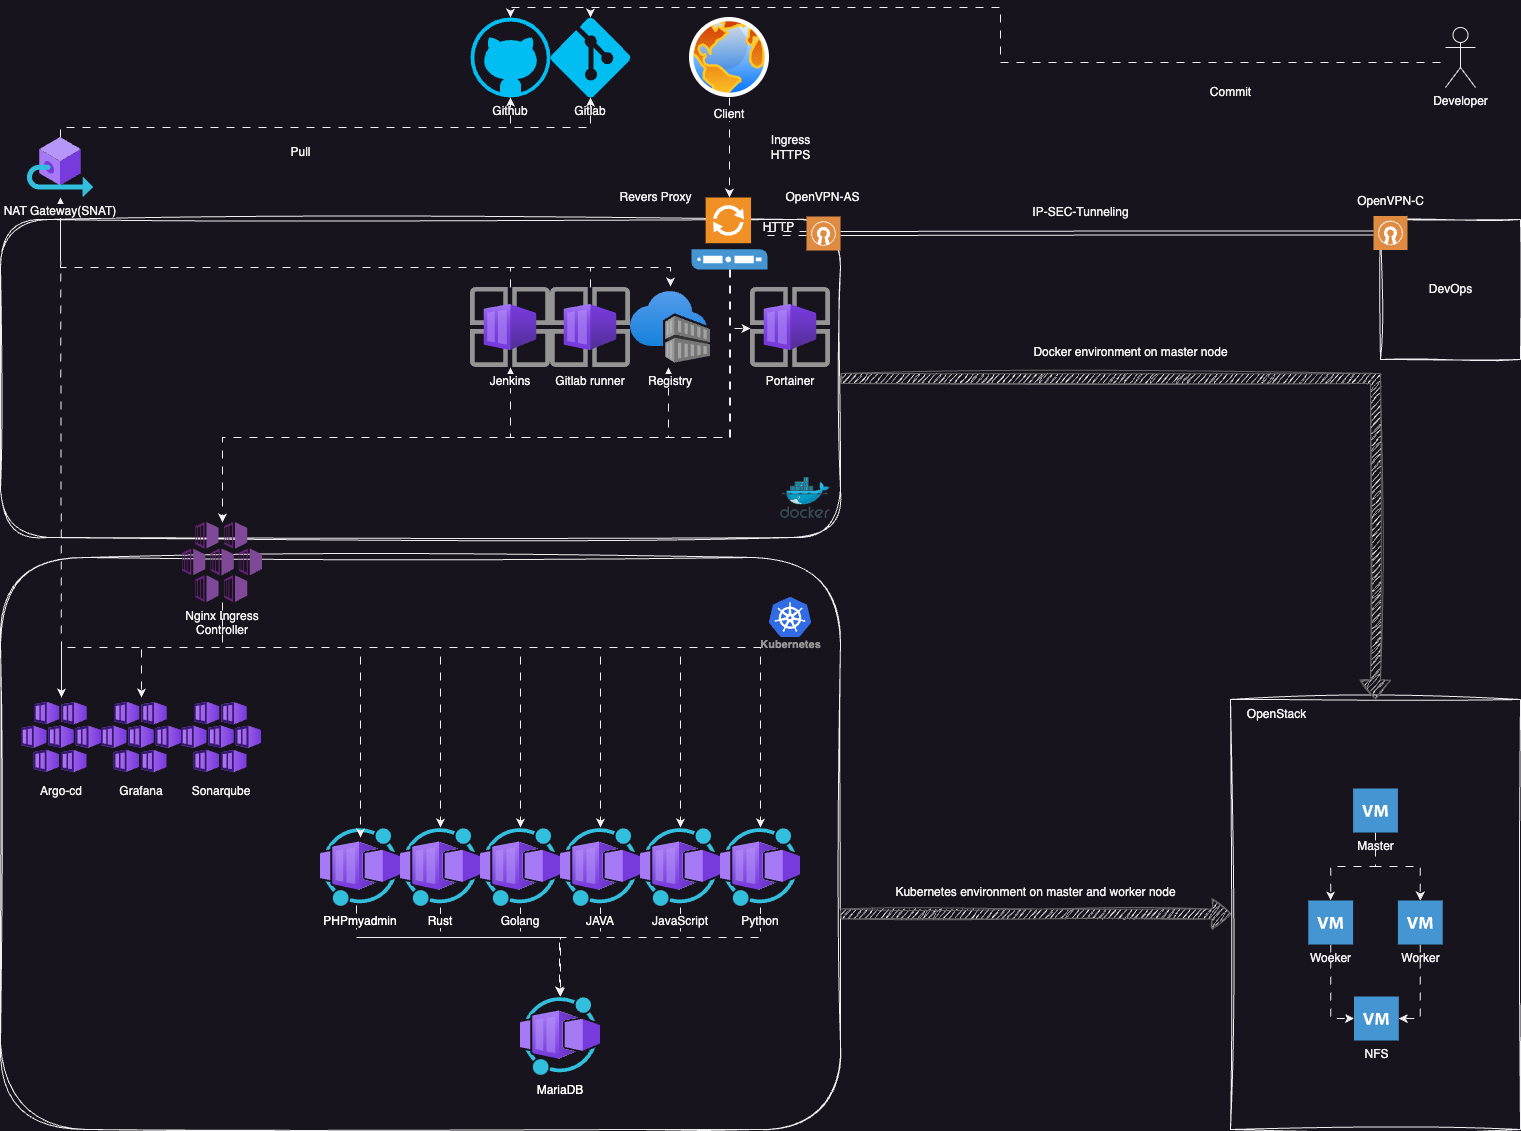 Github
Gitlab
Client
Commit
Developer
Pull
Ingress
HTTPS
NAT Gateway(SNAT)
Revers Proxy
OpenVPN-AS
IP-SEC-Tunneling
OpenVPN-C
HTTP
DevOps
Jenkins
Gitlab runner
Registry
Portainer
Docker environment on master node
docker
Nginx Ingress
Controller
Kubernetes
OpenStack
Argo-cd
Grafana
Sonarqube
VM
Master
PHPmyadmin
Rust
Golang
JAVA
JavaScript
Python
Kubernetes environment on master and worker node
VM
VM
Woeker
Worker
VM
NFS
MariaDB